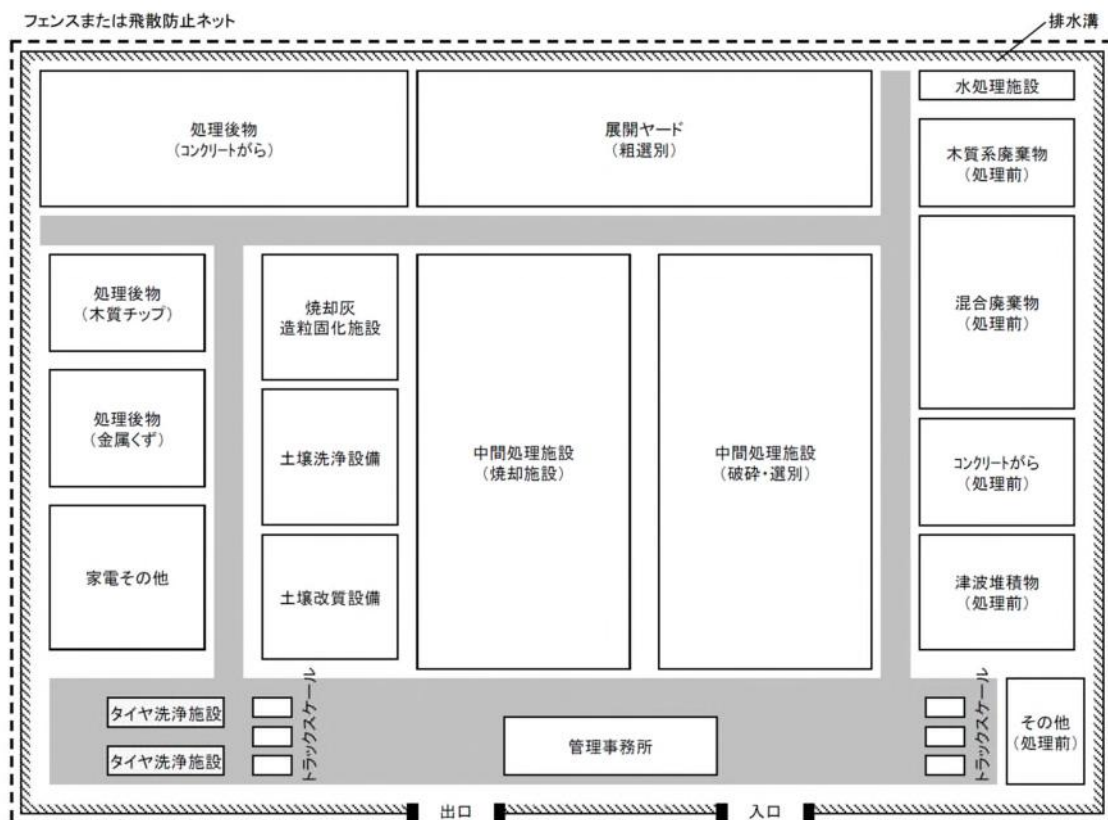 フェンスまたは飛散防止ネット
排水溝
処理後物
(コンクリートがら)
展開ヤード
(粗選別)
水処理施設
木質系廃棄物
(処理前)
処理後物
(木質チップ)
焼却灰
造粒固化施設
混合廃棄物
(処理前)
処理後物
(金属くず)
土壌洗浄設備
中間処理施設
(焼却施設)
中間処理施設
(破砕・選別)
コンクリートがら
(処理前)
家電その他
土壌改質設備
津波堆積物
(処理前)
タイヤ洗浄施設
タイヤ洗浄施設
トラックスケール
管理事務所
トラックスケール
その他
(処理前)
出口
入口